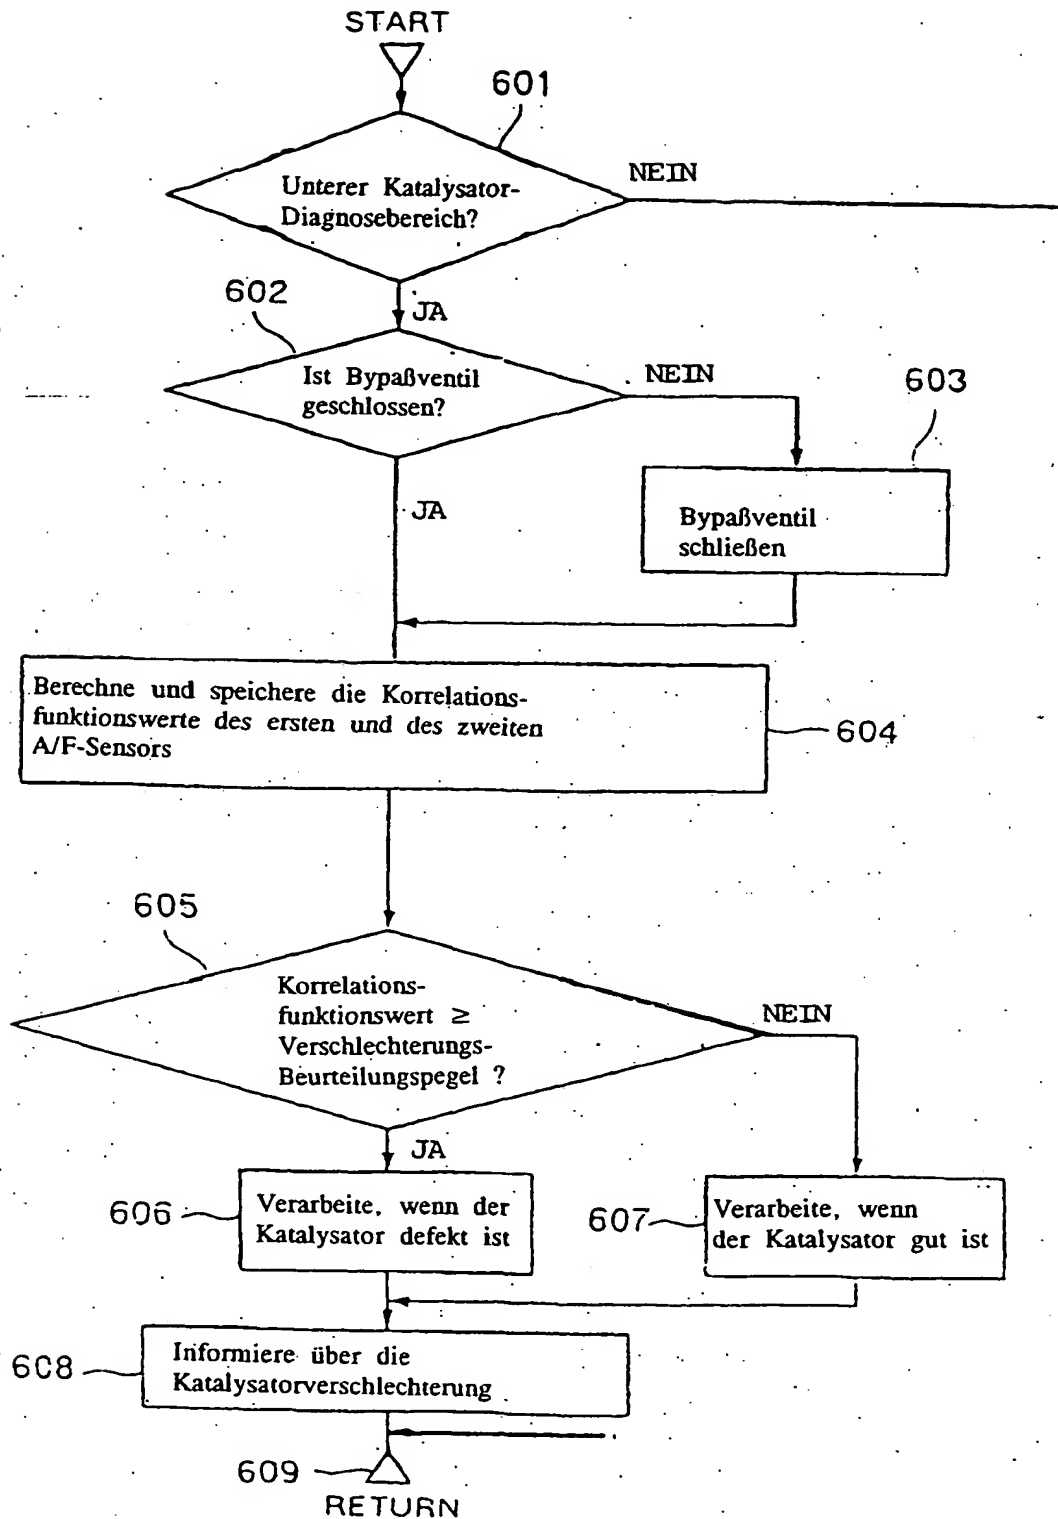 START
601
Unterer Katalysator-
Diagnosebereich?
NEIN
JA
602
Ist Bypaßventil
geschlossen?
NEIN
603
JA
Bypaßventil
schließen
Berechne und speichere die Korrelations-
funktionswerte des ersten und des zweiten
A/F-Sensors
604
605
Korrelations-
funktionswert ≥
Verschlechterungs-
Beurteilungspegel ?
NEIN
JA
606
Verarbeite, wenn der
Katalysator defekt ist
607
Verarbeite, wenn
der Katalysator gut ist
608
Informiere über die
Katalysatorverschlechterung
609
RETURN